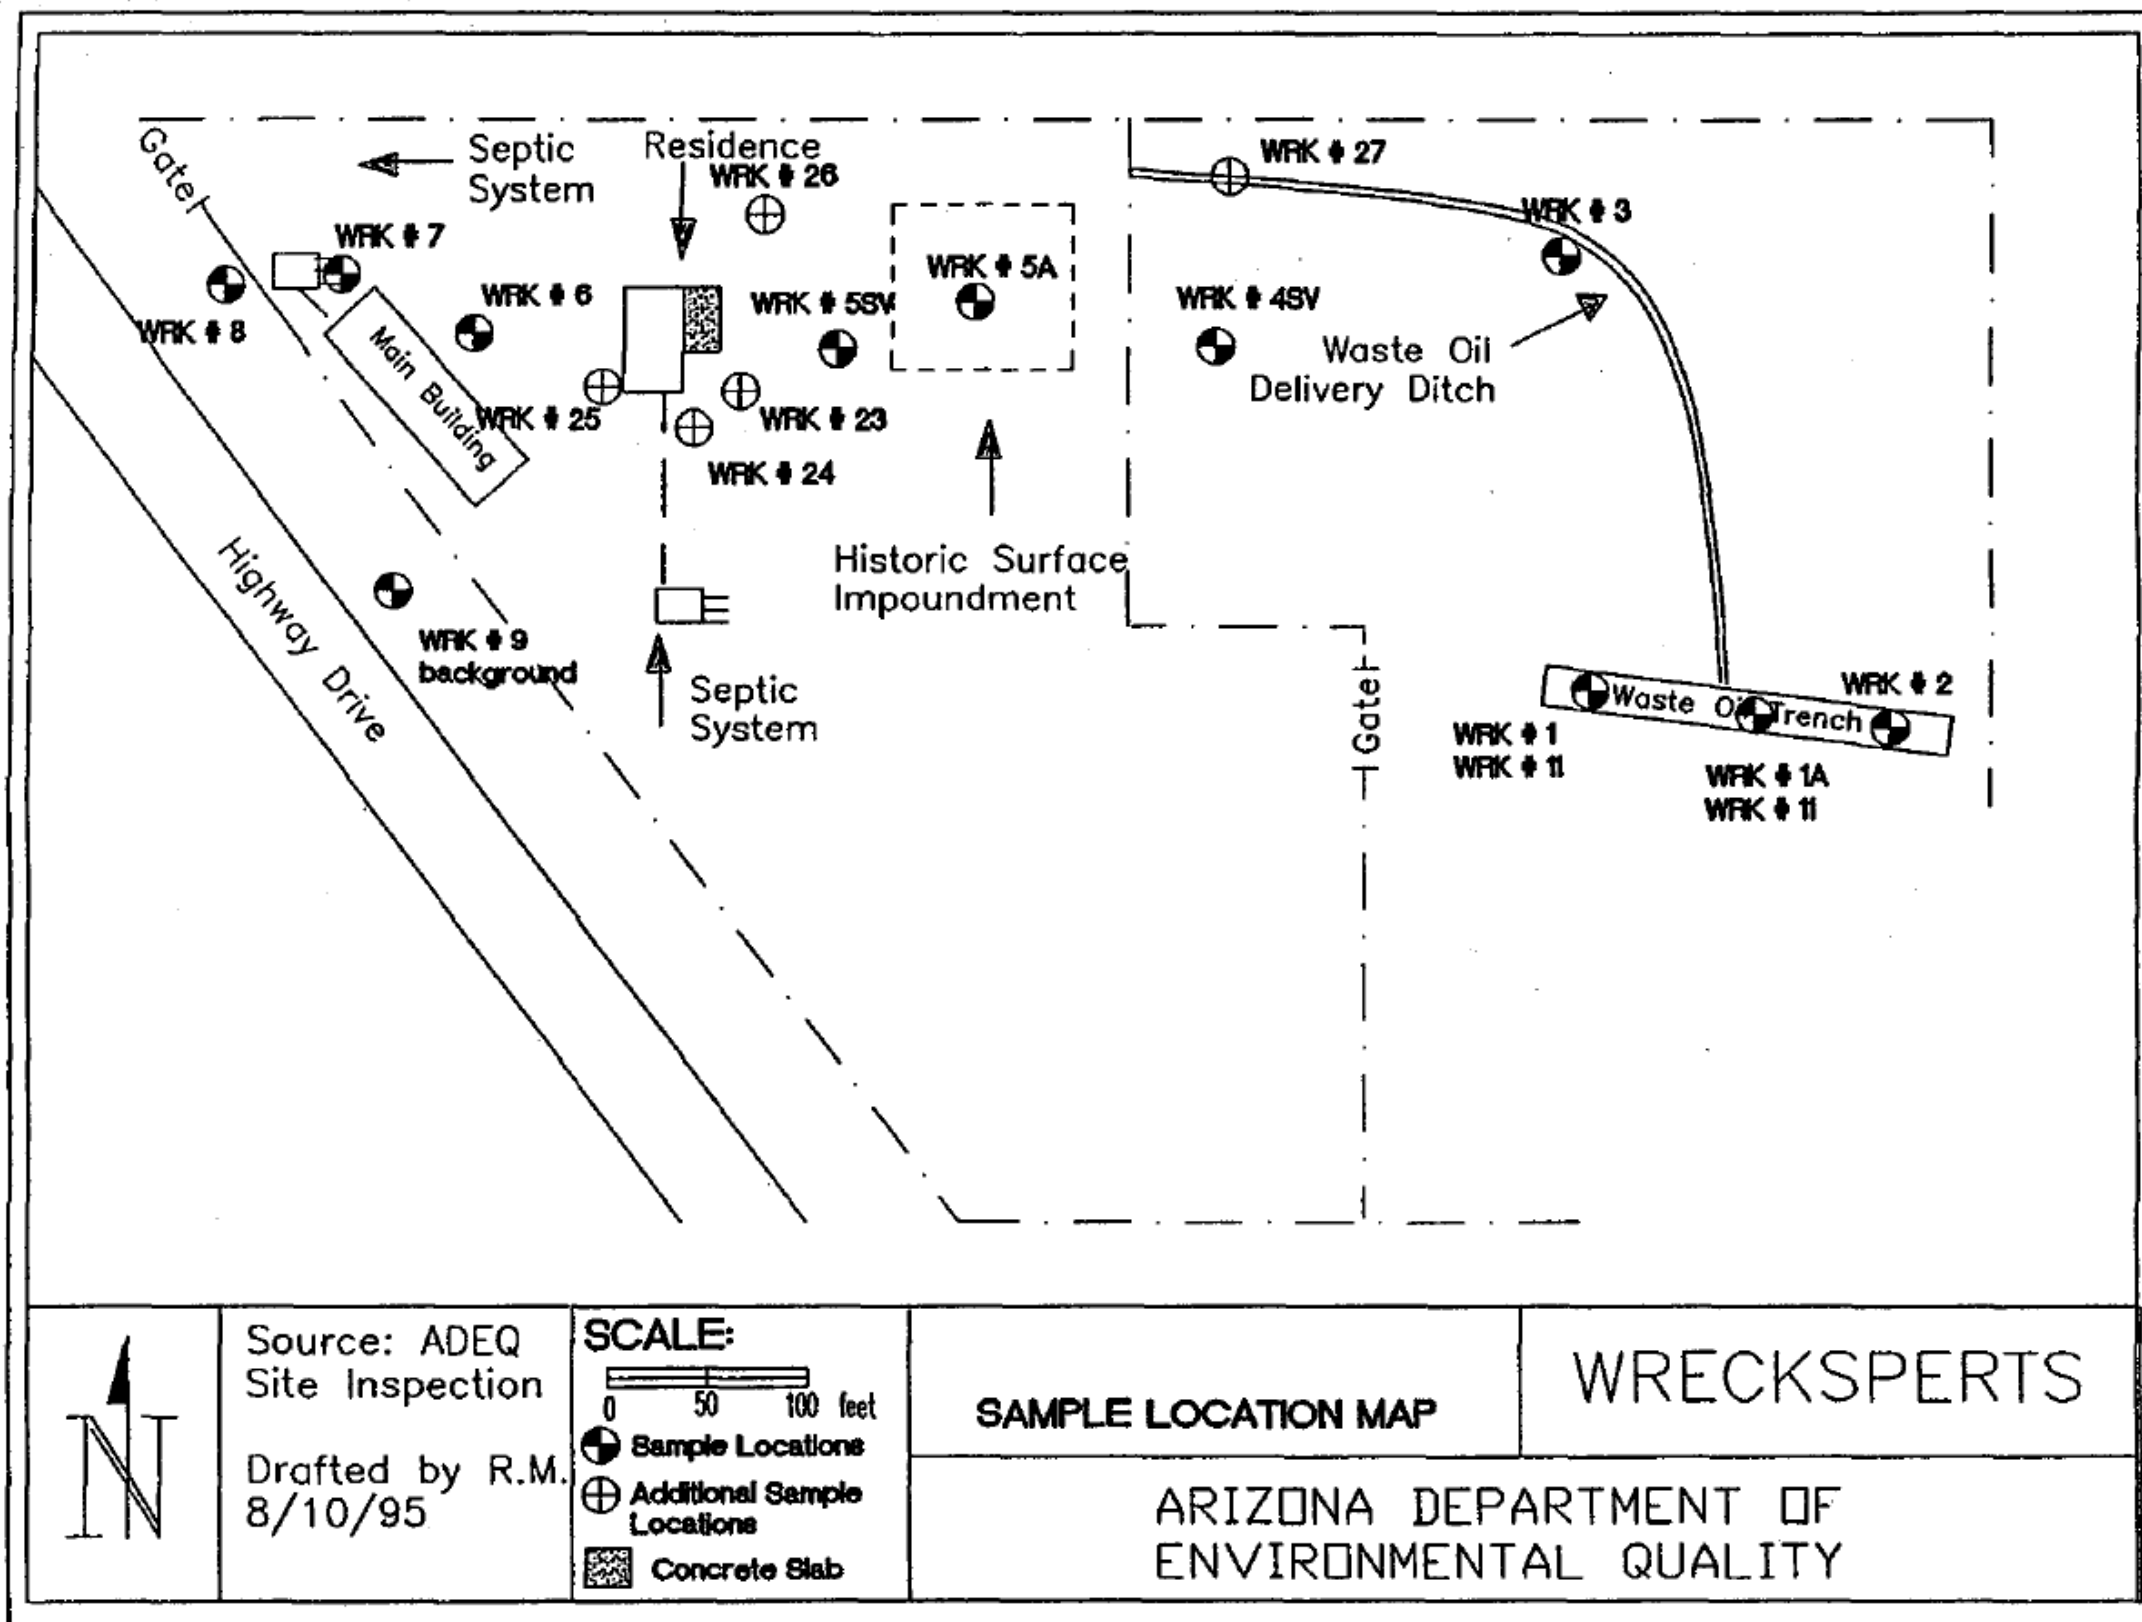 Gate
Septic
System
Residence
WRK # 26
WRK # 27
WRK # 3
WRK # 7
WRK # 6
WRK # 5SV
WRK # 5A
WRK # 4SV
WRK # 8
Main Building
Waste Oil
Delivery Ditch
WRK # 25
WRK # 23
WRK # 24
Historic Surface
Impoundment
Highway Drive
WRK # 9
background
Septic
System
Gate
Waste Oil Trench
WRK # 2
WRK # 1
WRK # 11
WRK # 1A
WRK # 11
N
Source: ADEQ
Site Inspection
Drafted by R.M.
8/10/95
SCALE:
0 50 100 feet
Sample Locations
Additional Sample
Locations
Concrete Slab
SAMPLE LOCATION MAP
WRECKSPERTS
ARIZONA DEPARTMENT OF
ENVIRONMENTAL QUALITY